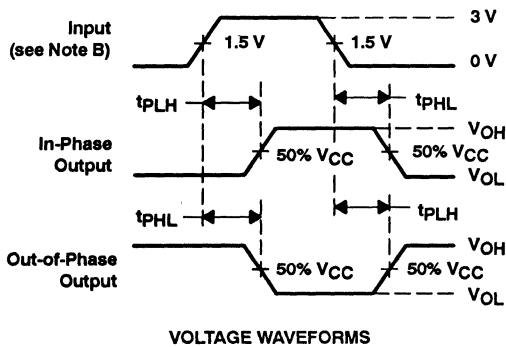 Input
(see Note B)
1.5 V
1.5 V
3 V
0 V
tPLH
tPHL
In-Phase
Output
50% VCC
50% VCC
VOH
VOL
tPHL
tPLH
Out-of-Phase
Output
50% VCC
50% VCC
VOH
VOL
VOLTAGE WAVEFORMS